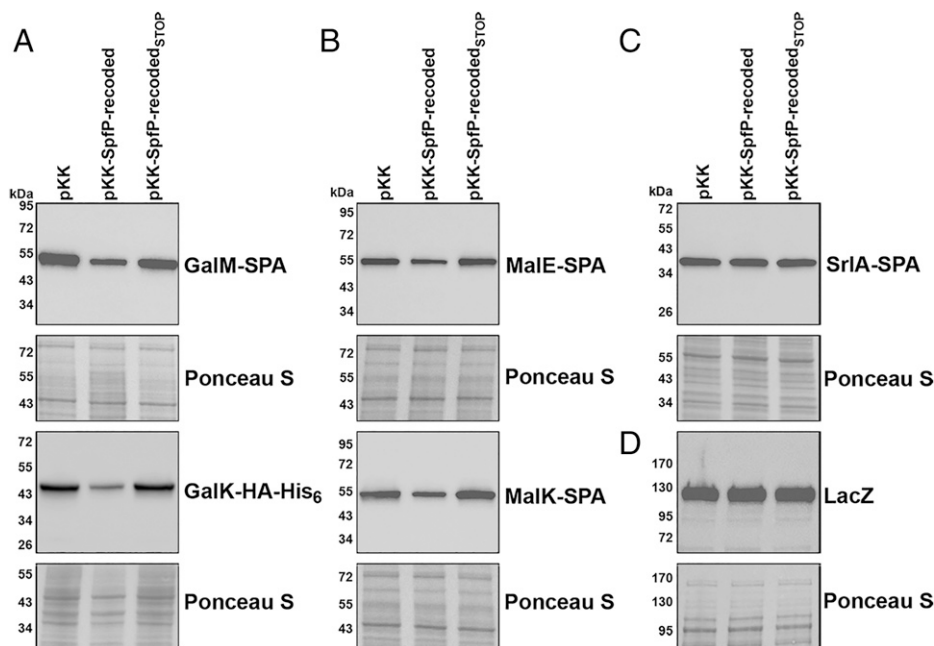 A
pKK
pKK-SpfP-recoded
pKK-SpfP-recodedSTOP
kDa
95
72
55
43
34
GalM-SPA
72
55
43
Ponceau S
72
55
43
34
26
GalK-HA-His6
55
43
34
Ponceau S
B
pKK
pKK-SpfP-recoded
pKK-SpfP-recodedSTOP
kDa
95
72
55
43
34
MalE-SPA
72
55
43
Ponceau S
95
72
55
43
34
MalK-SPA
72
55
43
Ponceau S
C
pKK
pKK-SpfP-recoded
pKK-SpfP-recodedSTOP
kDa
72
55
43
34
26
SrlA-SPA
55
43
34
Ponceau S
D
170
130
95
72
LacZ
170
130
95
Ponceau S